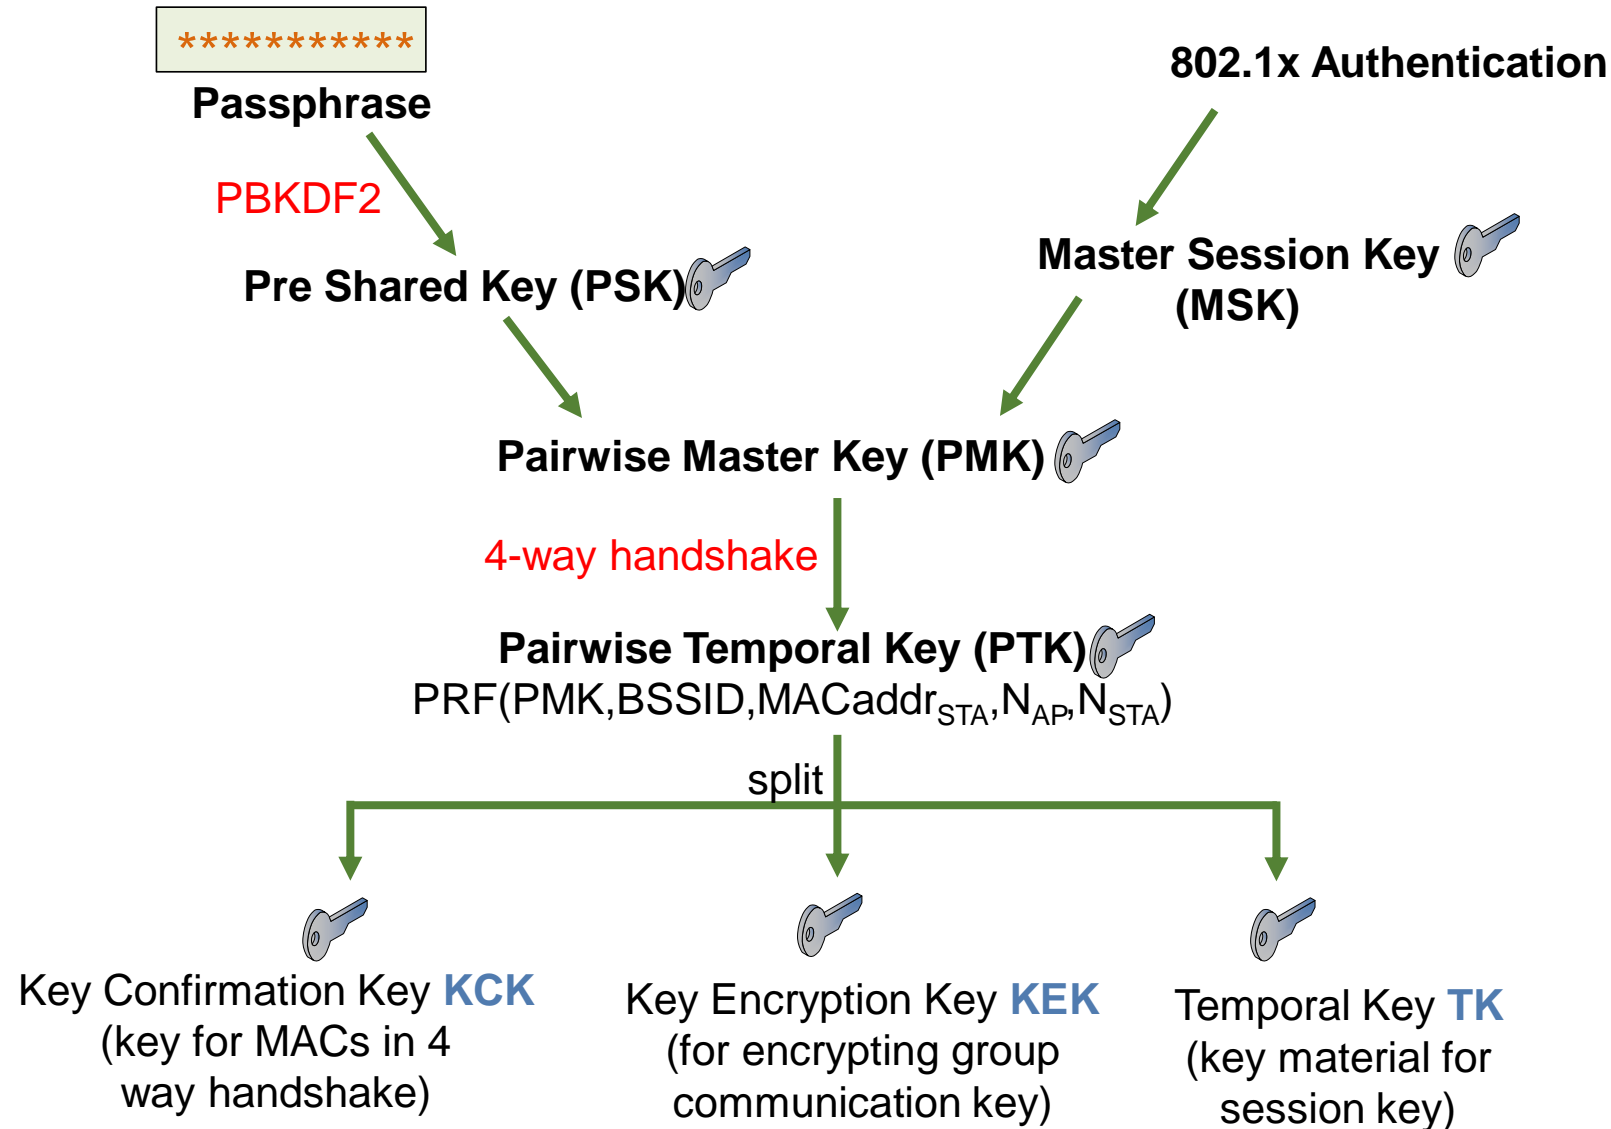 ***********
Passphrase
802.1x Authentication
PBKDF2
Pre Shared Key (PSK)
Master Session Key
(MSK)
Pairwise Master Key (PMK)
4-way handshake
Pairwise Temporal Key (PTK)
PRF(PMK,BSSID,MACaddrSTA,NAP,NSTA)
split
Key Confirmation Key KCK
(key for MACs in 4
way handshake)
Key Encryption Key KEK
(for encrypting group
communication key)
Temporal Key TK
(key material for
session key)